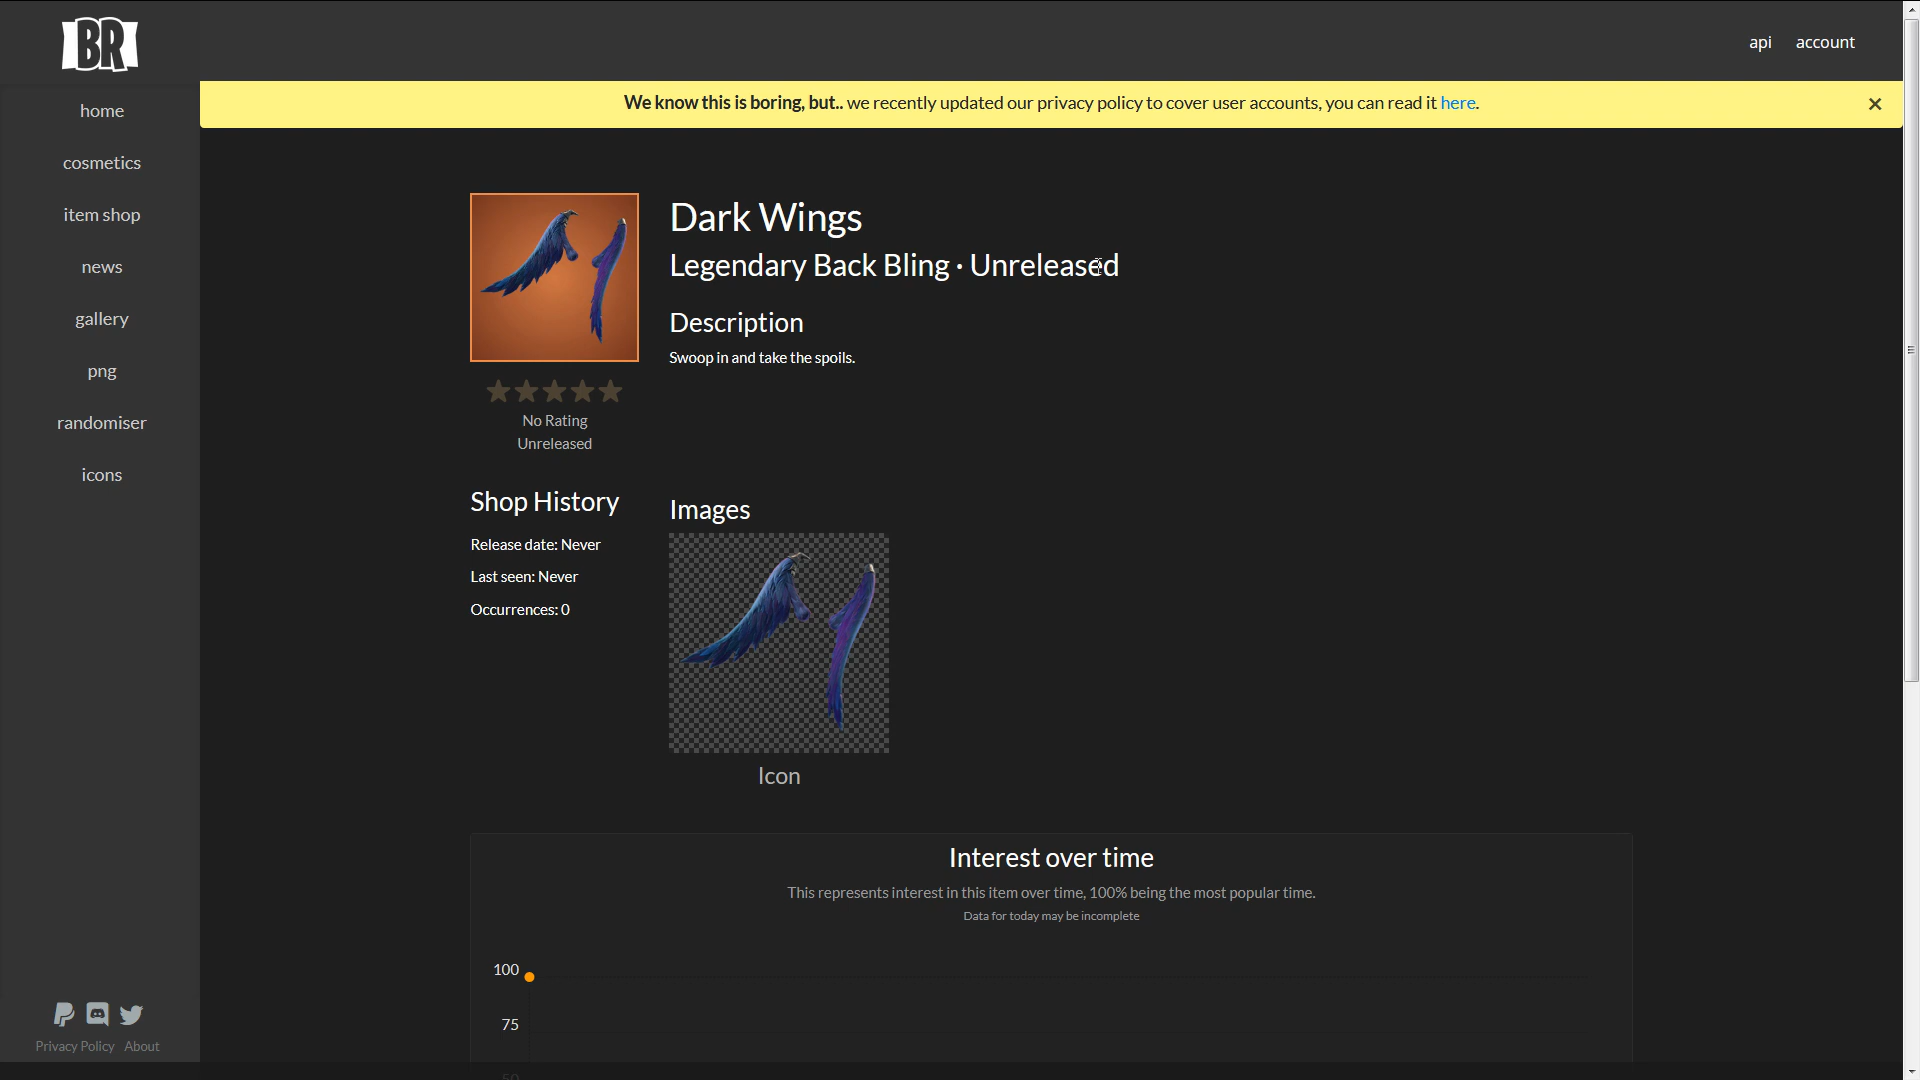 BR
api
account
home
cosmetics
item shop
news
gallery
png
randomiser
icons
We know this is boring, but.. we recently updated our privacy policy to cover user accounts, you can read it here.
Dark Wings
Legendary Back Bling · Unreleased
Description
Swoop in and take the spoils.
No Rating
Unreleased
Shop History
Release date: Never
Last seen: Never
Occurrences: 0
Images
Icon
Interest over time
This represents interest in this item over time, 100% being the most popular time.
Data for today may be incomplete
100
75
50
Privacy Policy About